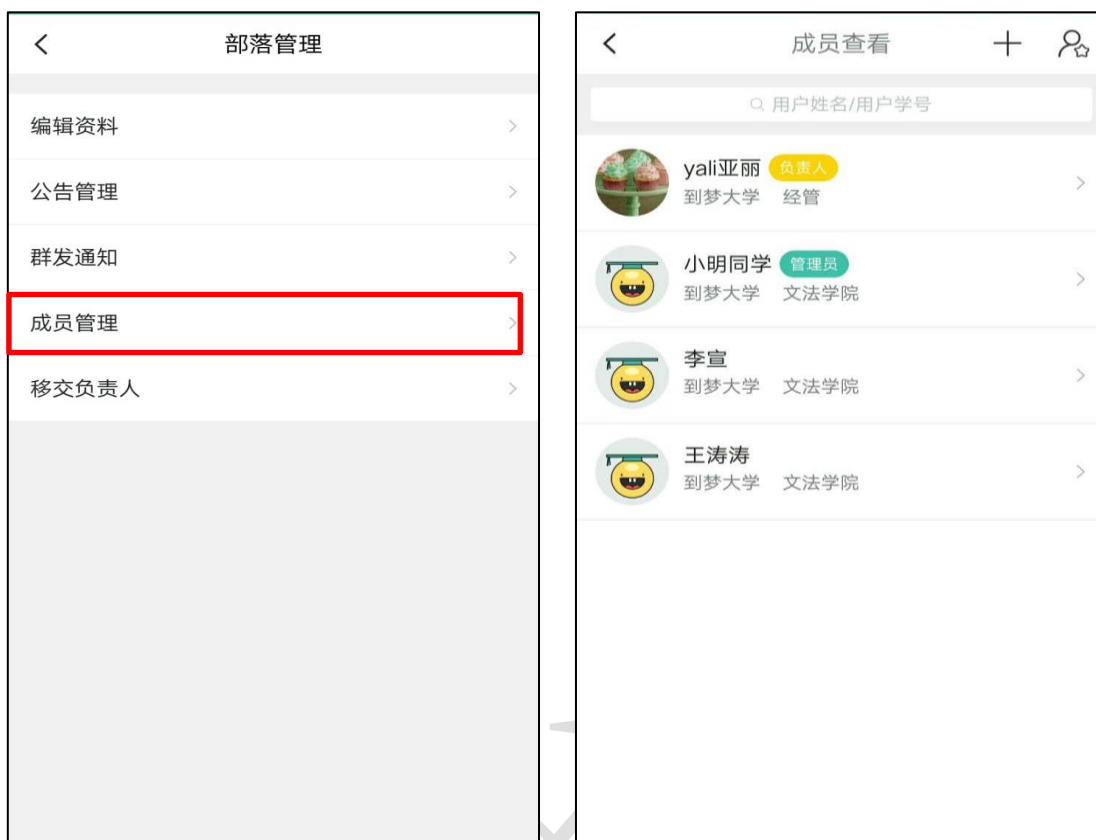 部落管理
编辑资料
公告管理
群发通知
成员管理
移交负责人
成员查看
用户姓名/用户学号
yali亚丽 负责人
到梦大学 经管
小明同学 管理员
到梦大学 文法学院
李宣
到梦大学 文法学院
王涛涛
到梦大学 文法学院